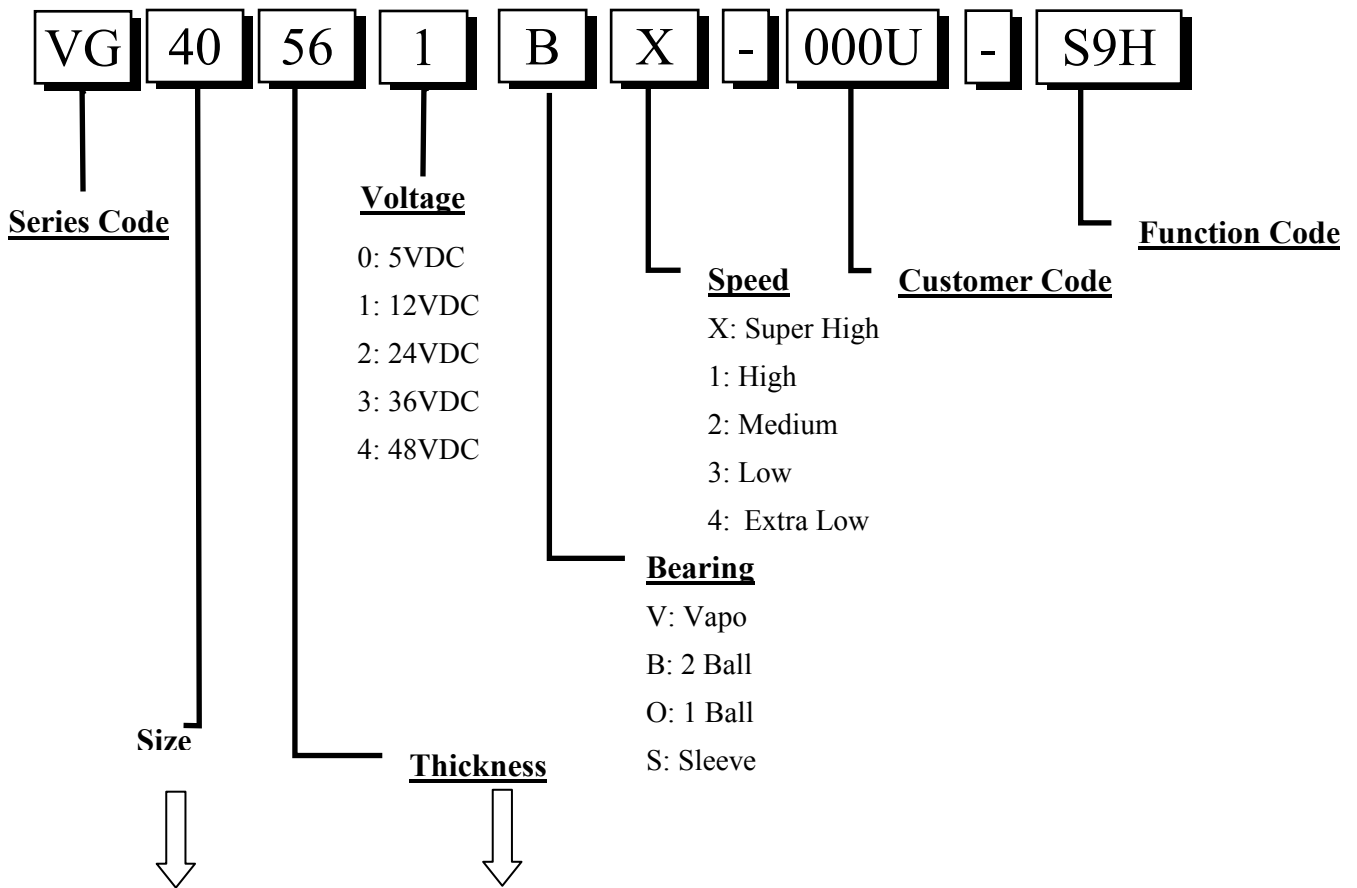 VG 40 56 1 B X - 000U - S9H
Series Code
Voltage
0: 5VDC
1: 12VDC
2: 24VDC
3: 36VDC
4: 48VDC
Function Code
Speed
X: Super High
1: High
2: Medium
3: Low
4: Extra Low
Customer Code
Bearing
V: Vapo
B: 2 Ball
O: 1 Ball
S: Sleeve
Size
Thickness